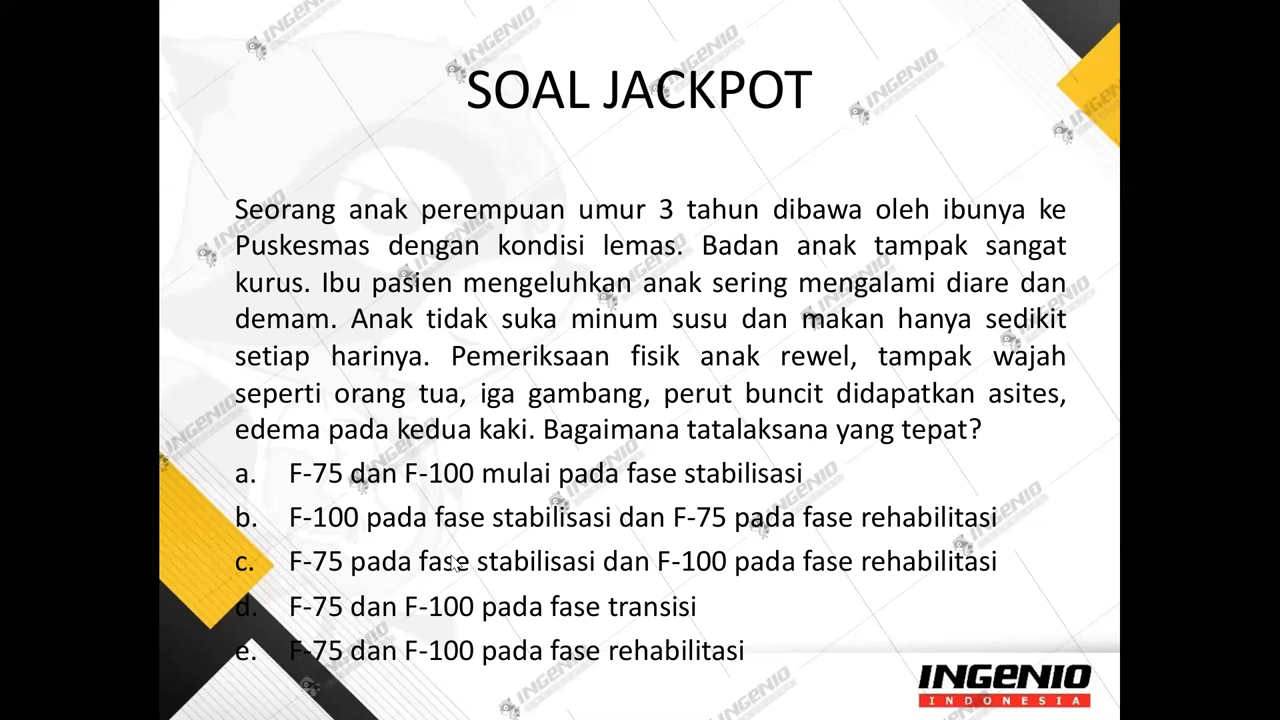 SOAL JACKPOT
Seorang anak perempuan umur 3 tahun dibawa oleh ibunya ke
Puskesmas dengan kondisi lemas. Badan anak tampak sangat
kurus. Ibu pasien mengeluhkan anak sering mengalami diare dan
demam. Anak tidak suka minum susu dan makan hanya sedikit
setiap harinya. Pemeriksaan fisik anak rewel, tampak wajah
seperti orang tua, iga gambang, perut buncit didapatkan asites,
edema pada kedua kaki. Bagaimana tatalaksana yang tepat?
a. F-75 dan F-100 mulai pada fase stabilisasi
b. F-100 pada fase stabilisasi dan F-75 pada fase rehabilitasi
c. F-75 pada fase stabilisasi dan F-100 pada fase rehabilitasi
d. F-75 dan F-100 pada fase transisi
e. F-75 dan F-100 pada fase rehabilitasi
INGENIO
INDONESIA